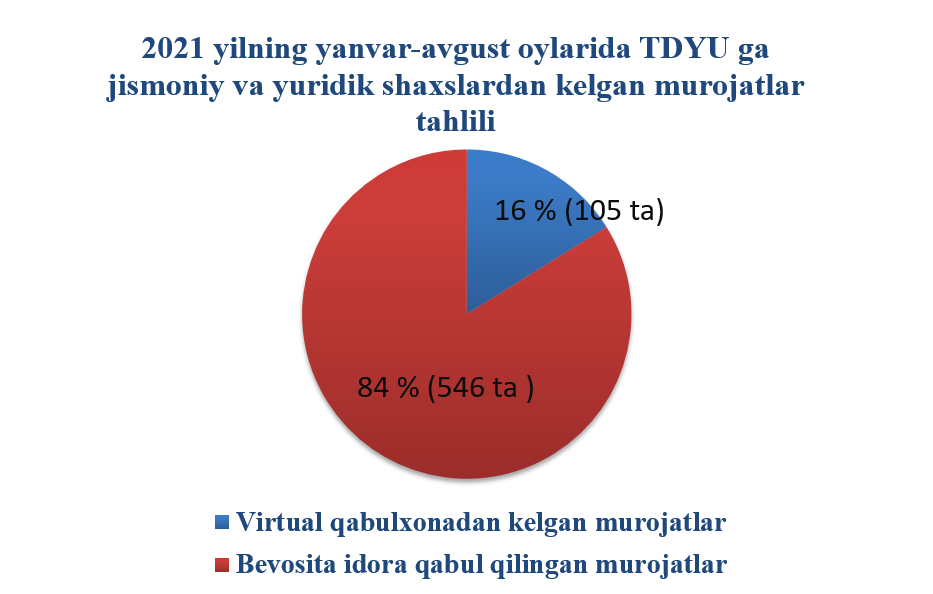 2021 yilning yanvar-avgust oylarida TDYU ga
jismoniy va yuridik shaxslardan kelgan murojatlar
tahlili
16 % (105 ta)
84 % (546 ta )
Virtual qabulxonadan kelgan murojatlar
Bevosita idora qabul qilingan murojatlar